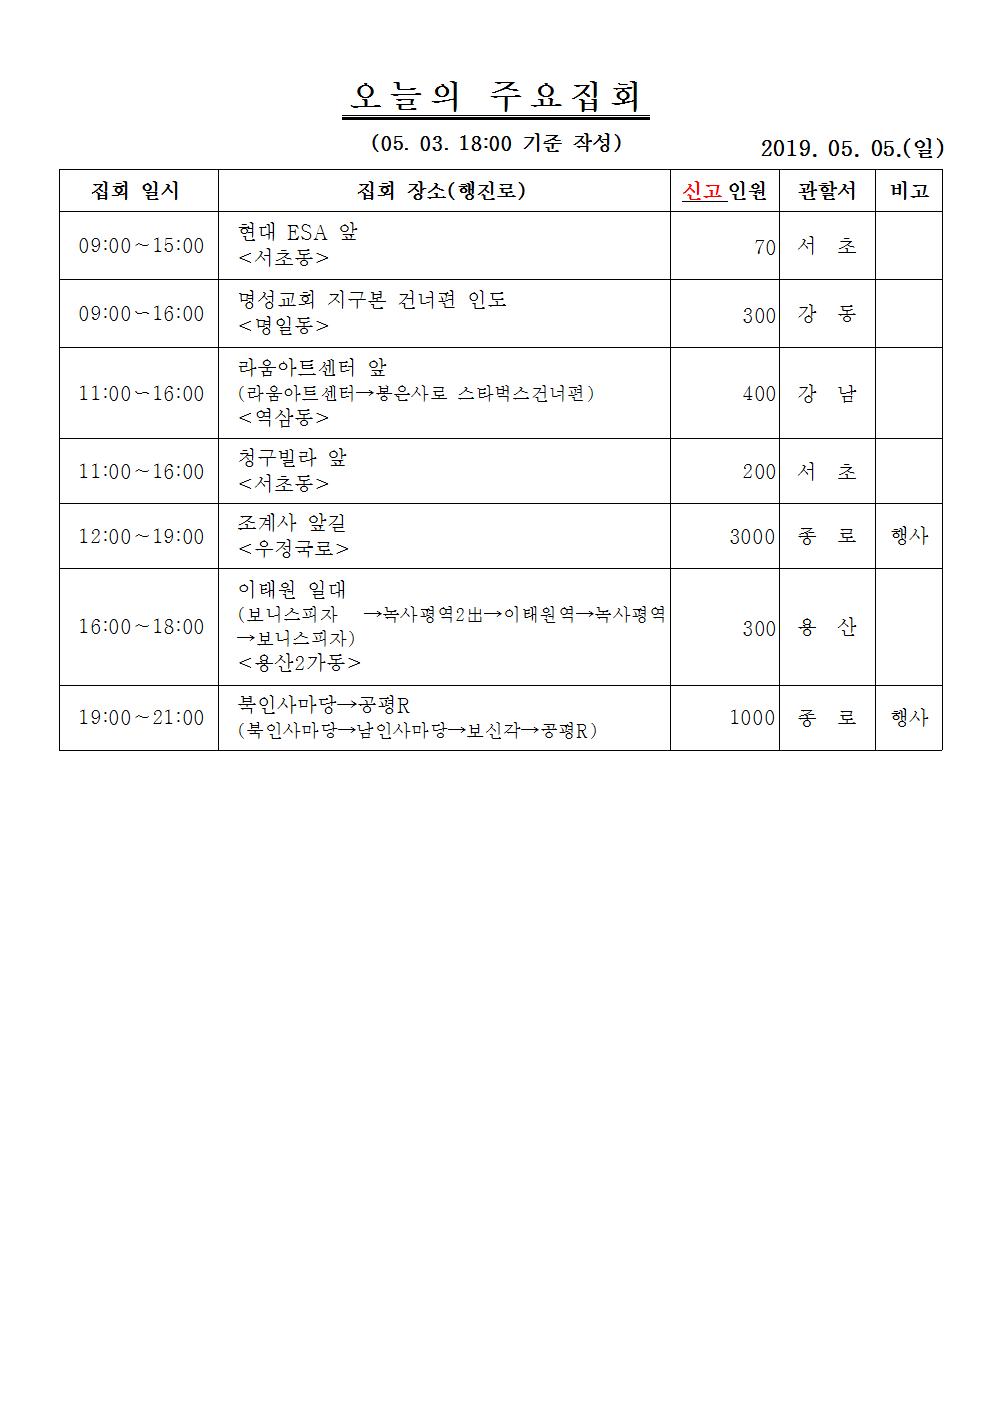 오늘의 주요집회
(05. 03. 18:00 기준 작성)
2019. 05. 05.(일)
집회 일시 집회 장소(행진로) 신고인원 관할서 비고
09:00~15:00 현대 ESA 앞 <서초동> 70 서 초
09:00~16:00 명성교회 지구본 건너편 인도 <명일동> 300 강 동
11:00~16:00 라움아트센터 앞 (라움아트센터→봉은사로 스타벅스건너편) <역삼동> 400 강 남
11:00~16:00 청구빌라 앞 <서초동> 200 서 초
12:00~19:00 조계사 앞길 <우정국로> 3000 종 로 행사
16:00~18:00 이태원 일대 (보니스피자 →녹사평역2出→이태원역→녹사평역→보니스피자) <용산2가동> 300 용 산
19:00~21:00 북인사마당→공평R (북인사마당→남인사마당→보신각→공평R) 1000 종 로 행사